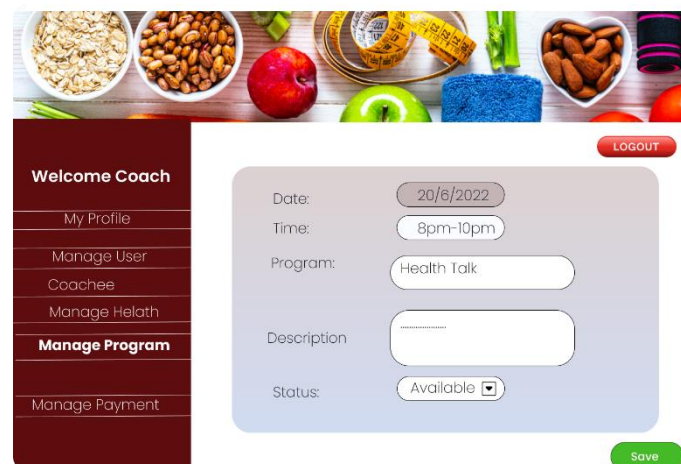 LOGOUT
Welcome Coach
My Profile
Manage User
Coachee
Manage Helath
Manage Program
Manage Payment
Date: 20/6/2022
Time: 8pm-10pm
Program: Health Talk
Description .....................
Status: Available
Save